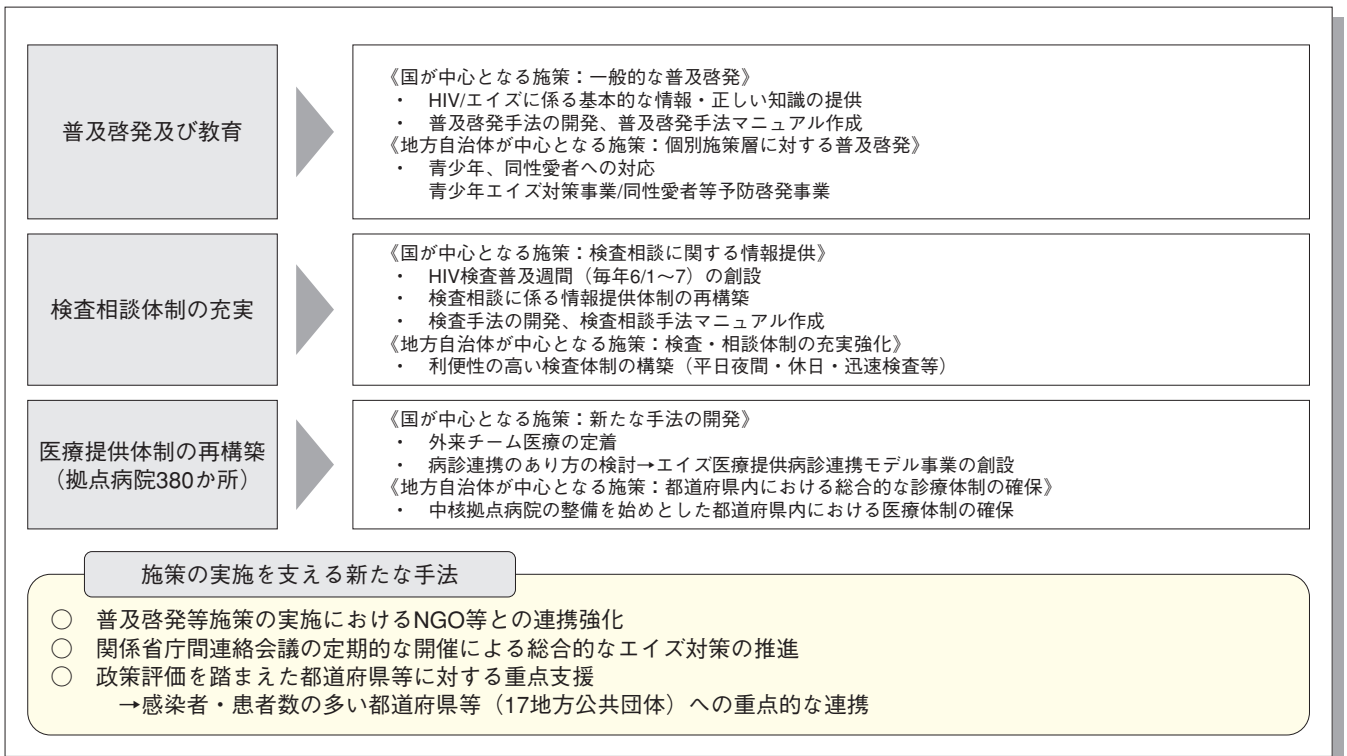 普及啓発及び教育
《国が中心となる施策:一般的な普及啓発》
・ HIV/エイズに係る基本的な情報・正しい知識の提供
・ 普及啓発手法の開発、普及啓発手法マニュアル作成
《地方自治体が中心となる施策:個別施策層に対する普及啓発》
・ 青少年、同性愛者への対応
青少年エイズ対策事業/同性愛者等予防啓発事業
検査相談体制の充実
《国が中心となる施策:検査相談に関する情報提供》
・ HIV検査普及週間(毎年6/1〜7)の創設
・ 検査相談に係る情報提供体制の再構築
・ 検査手法の開発、検査相談手法マニュアル作成
《地方自治体が中心となる施策:検査・相談体制の充実強化》
・ 利便性の高い検査体制の構築(平日夜間・休日・迅速検査等)
医療提供体制の再構築
(拠点病院380か所)
《国が中心となる施策:新たな手法の開発》
・ 外来チーム医療の定着
・ 病診連携のあり方の検討→エイズ医療提供病診連携モデル事業の創設
《地方自治体が中心となる施策:都道府県内における総合的な診療体制の確保》
・ 中核拠点病院の整備を始めとした都道府県内における医療体制の確保
施策の実施を支える新たな手法
○ 普及啓発等施策の実施におけるNGO等との連携強化
○ 関係省庁間連絡会議の定期的な開催による総合的なエイズ対策の推進
○ 政策評価を踏まえた都道府県等に対する重点支援
→感染者・患者数の多い都道府県等(17地方公共団体)への重点的な連携